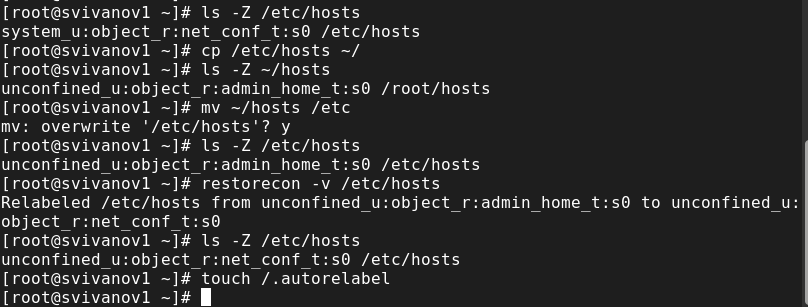 [root@svivanov1 ~]# ls -Z /etc/hosts
system_u:object_r:net_conf_t:s0 /etc/hosts
[root@svivanov1 ~]# cp /etc/hosts ~/
[root@svivanov1 ~]# ls -Z ~/hosts
unconfined_u:object_r:admin_home_t:s0 /root/hosts
[root@svivanov1 ~]# mv ~/hosts /etc
mv: overwrite '/etc/hosts'? y
[root@svivanov1 ~]# ls -Z /etc/hosts
unconfined_u:object_r:admin_home_t:s0 /etc/hosts
[root@svivanov1 ~]# restorecon -v /etc/hosts
Relabeled /etc/hosts from unconfined_u:object_r:admin_home_t:s0 to unconfined_u:
object_r:net_conf_t:s0
[root@svivanov1 ~]# ls -Z /etc/hosts
unconfined_u:object_r:net_conf_t:s0 /etc/hosts
[root@svivanov1 ~]# touch /.autorelabel
[root@svivanov1 ~]#